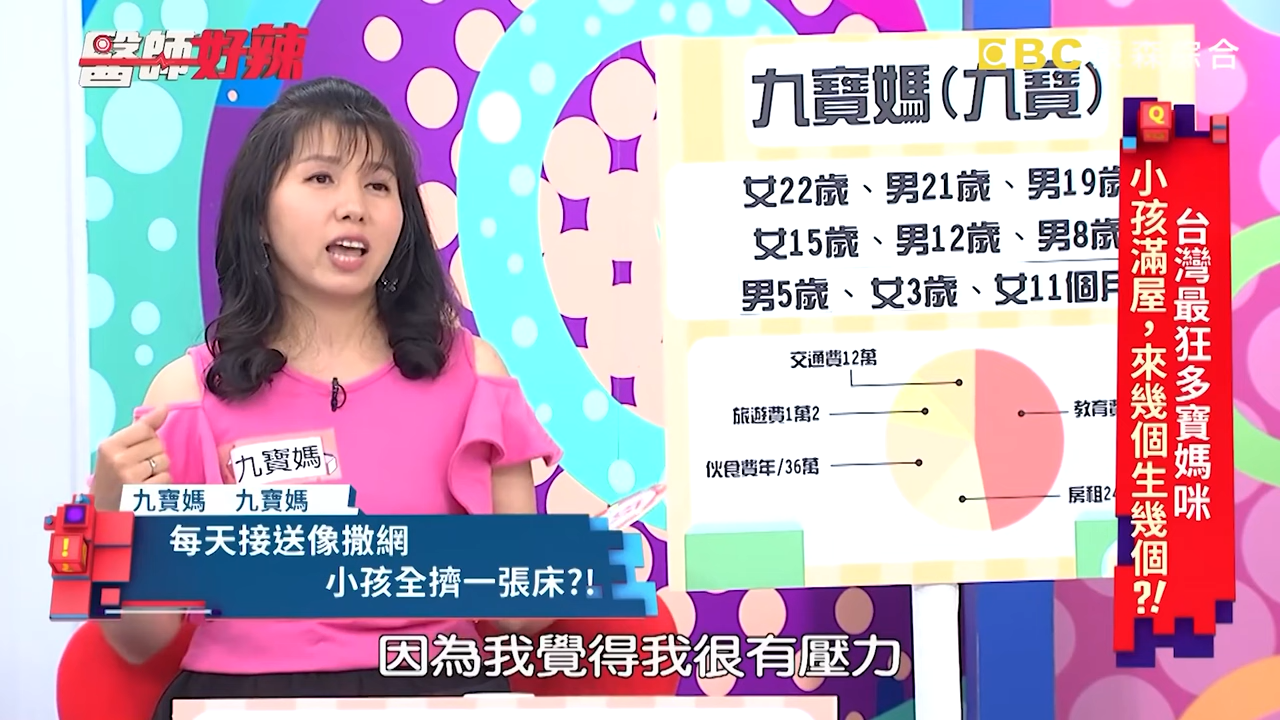 醫師好辣
EBC 東森綜合
九寶媽(九寶)
女22歲、男21歲、男19歲
女15歲、男12歲、男8歲
男5歲、女3歲、女11個月
交通費12萬
旅遊費1萬2
伙食費年/36萬
教育費
房租24
Q
台灣最狂多寶媽咪
小孩滿屋，來幾個生幾個?!
九寶媽
九寶媽 九寶媽
每天接送像撒網
小孩全擠一張床?!
因為我覺得我很有壓力